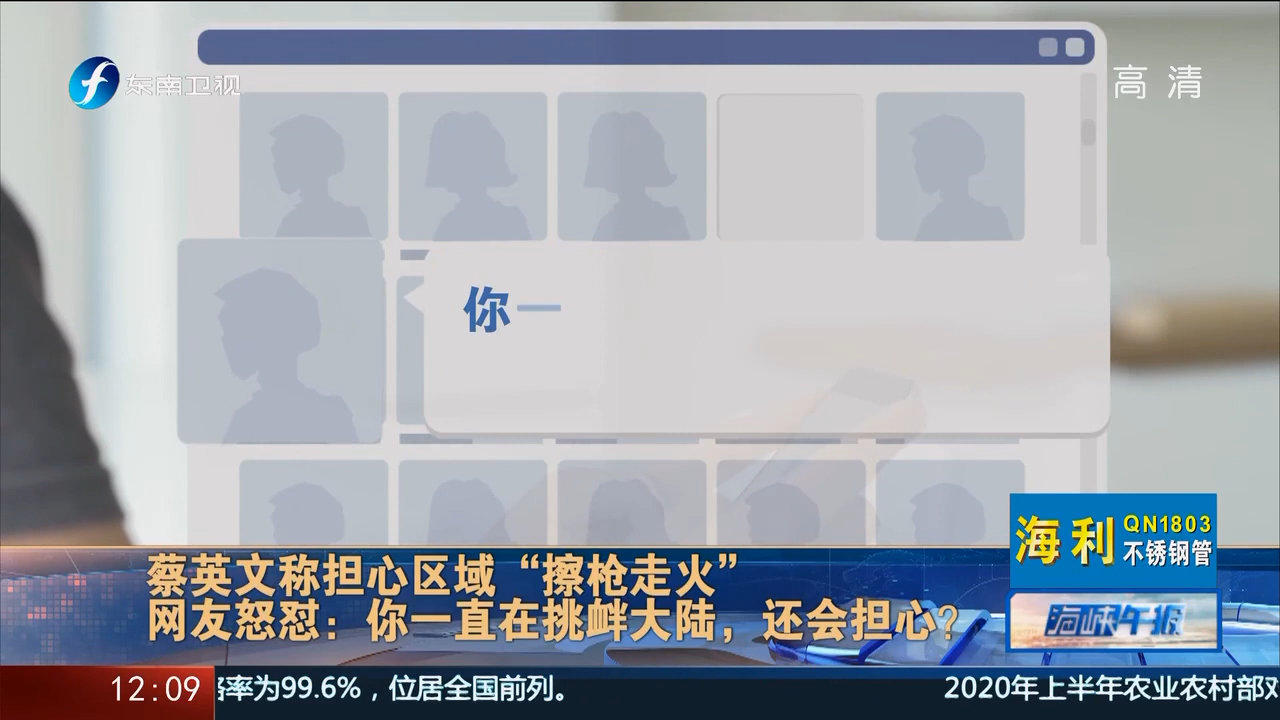 东南卫视
高清
你一
海利
QN1803
不锈钢管
蔡英文称担心区域“擦枪走火”
网友怒怼：你一直在挑衅大陆，还会担心？
海峡午报
12:09
率为99.6%，位居全国前列。
2020年上半年农业农村部